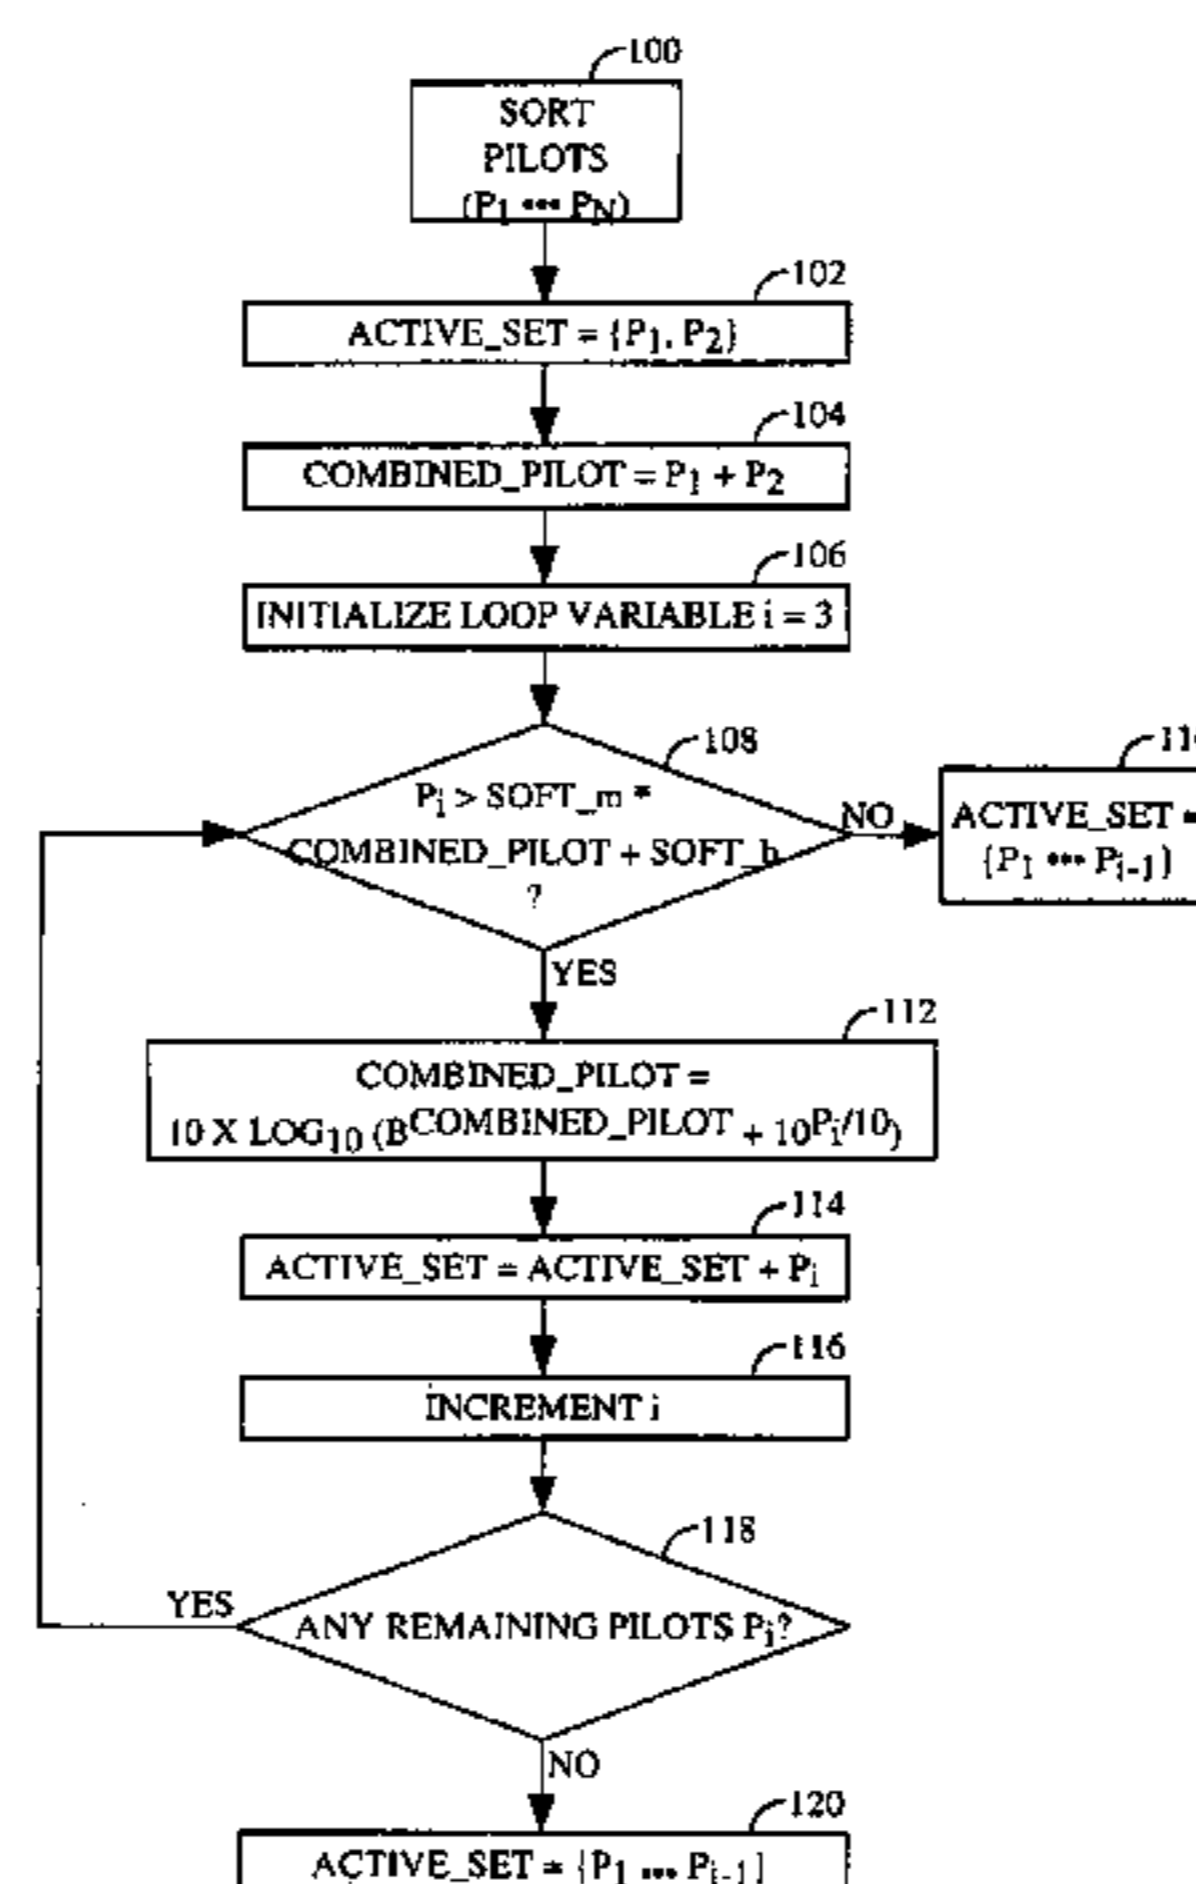 100
SORT
PILOTS
(P1 ••• PN)
102
ACTIVE_SET = {P1, P2}
104
COMBINED_PILOT = P1 + P2
106
INITIALIZE LOOP VARIABLE i = 3
108
Pi > SOFT_m *
COMBINED_PILOT + SOFT_b
?
NO
ACTIVE_SET =
{P1 ••• Pi-1}
YES
112
COMBINED_PILOT =
10 X LOG10 (BCOMBINED_PILOT + 10Pi/10)
114
ACTIVE_SET = ACTIVE_SET + Pi
116
INCREMENT i
118
YES
ANY REMAINING PILOTS Pi?
NO
120
ACTIVE_SET = {P1 ••• Pi-1}